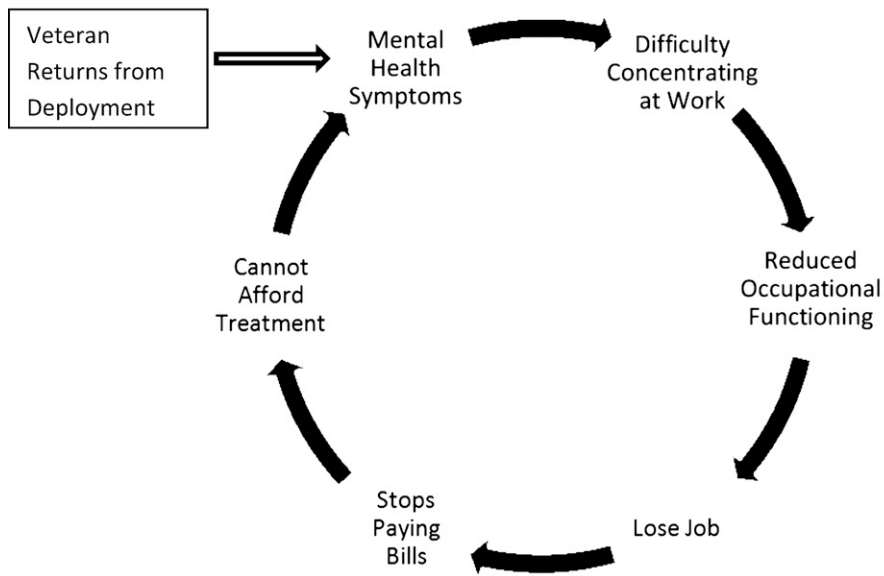 Veteran
Returns from
Deployment
Mental
Health
Symptoms
Difficulty
Concentrating
at Work
Reduced
Occupational
Functioning
Lose Job
Stops
Paying
Bills
Cannot
Afford
Treatment